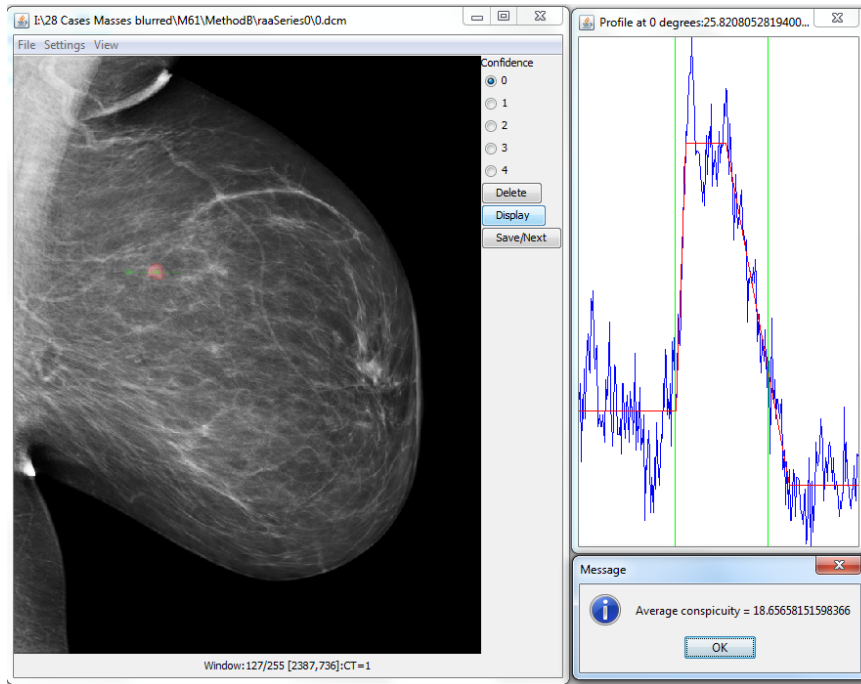 I:\28 Cases Masses blurred\M61\MethodB\raaSeries0\0.dcm
File Settings View
Confidence
0
1
2
3
4
Delete
Display
Save/Next
Window:127/255 [2387,736]:CT=1
Profile at 0 degrees:25.8208052819400...
Message
Average conspicuity = 18.65658151598366
OK